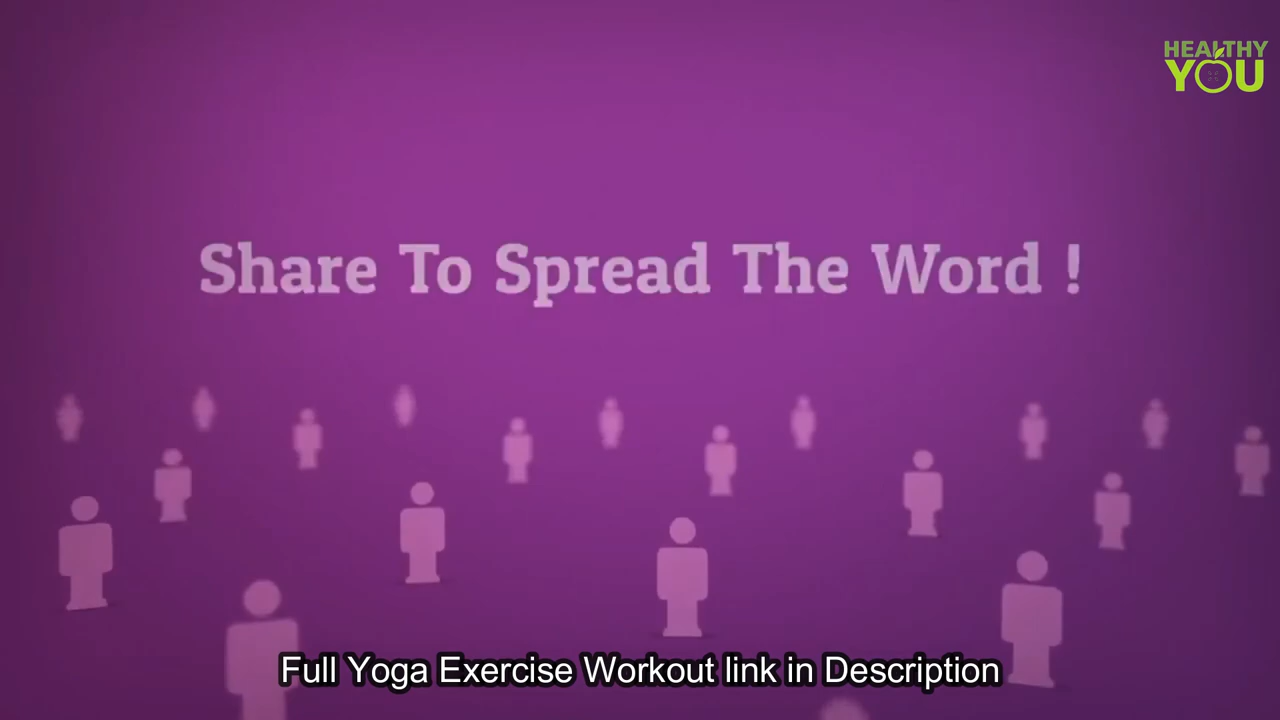 HEALTHY
YOU
Share To Spread The Word !
Full Yoga Exercise Workout link in Description